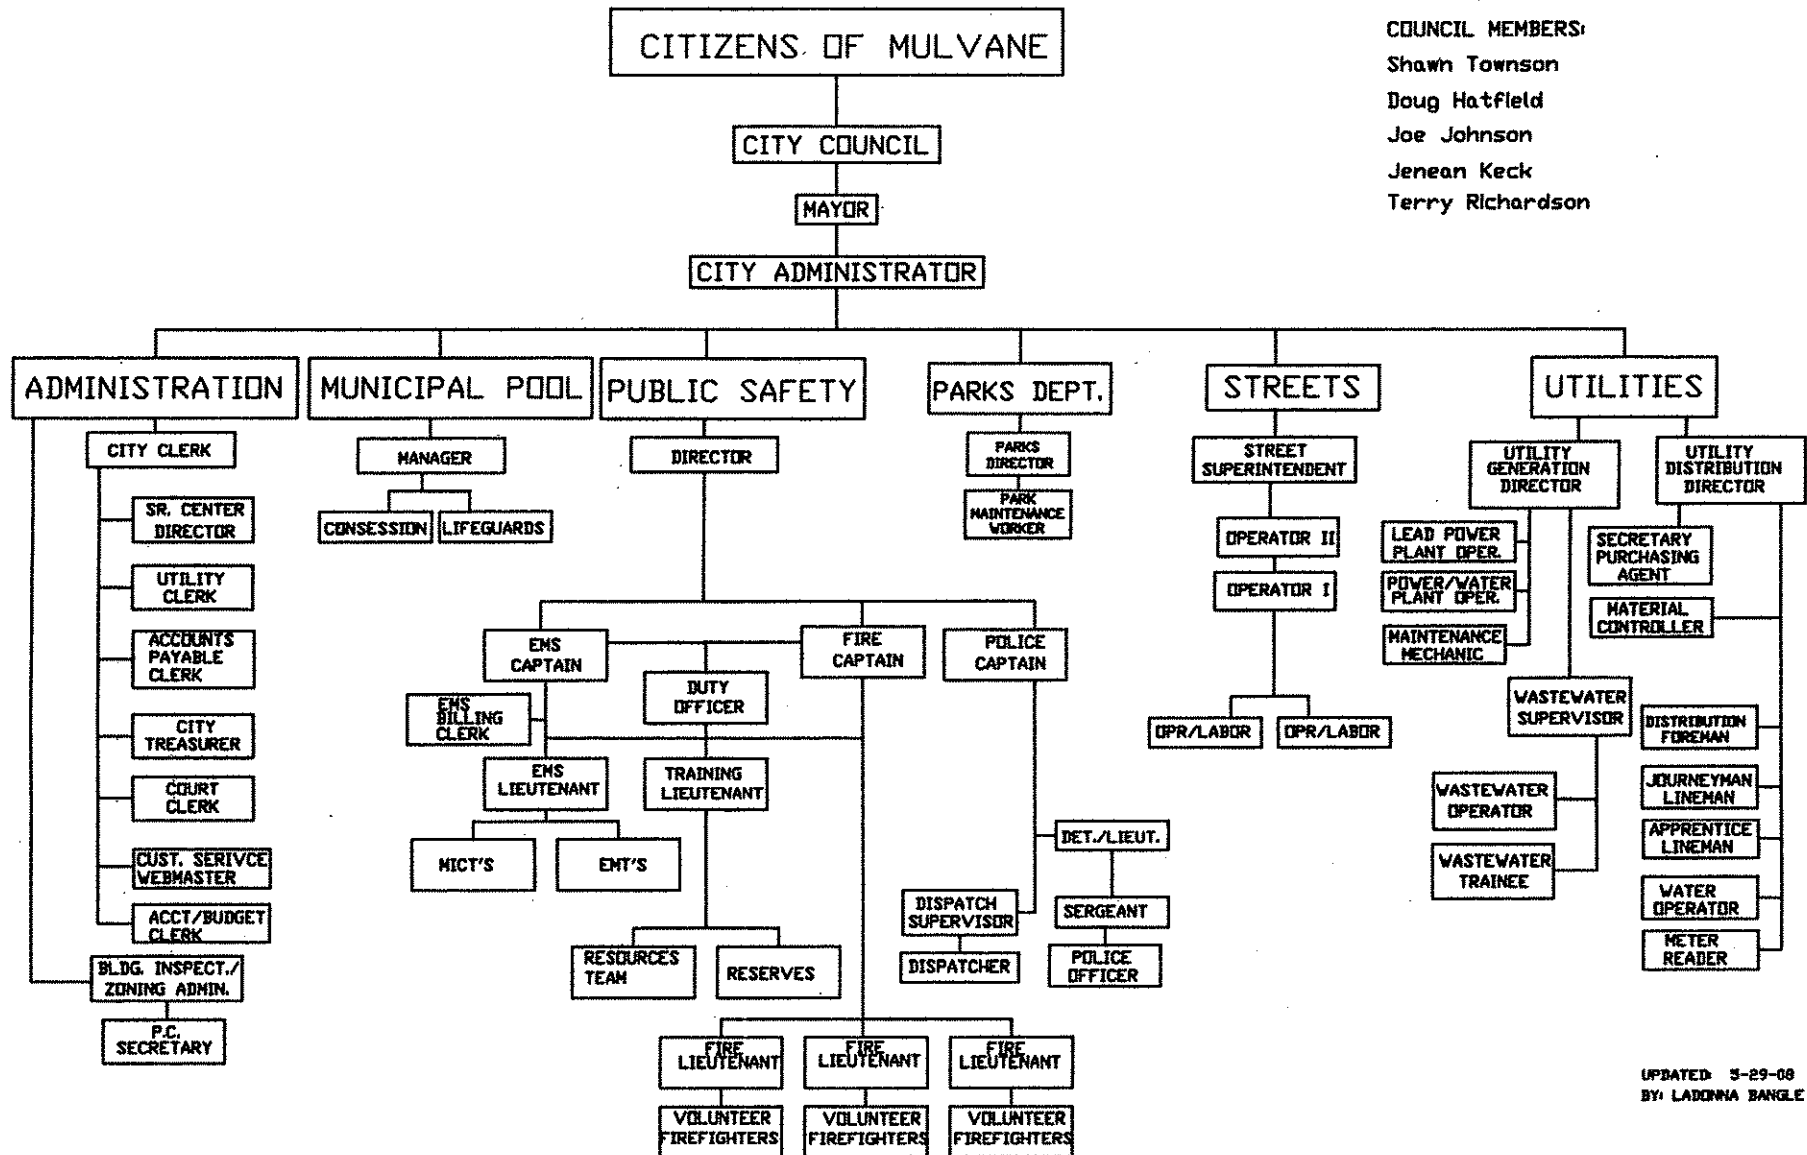 CITIZENS OF MULVANE
COUNCIL MEMBERS:
Shawn Townson
Doug Hatfield
Joe Johnson
Jenean Keck
Terry Richardson
CITY COUNCIL
MAYOR
CITY ADMINISTRATOR
ADMINISTRATION
MUNICIPAL POOL
PUBLIC SAFETY
PARKS DEPT.
STREETS
UTILITIES
CITY CLERK
SR. CENTER
DIRECTOR
UTILITY
CLERK
ACCOUNTS
PAYABLE
CLERK
CITY
TREASURER
COURT
CLERK
CUST. SERIVCE
WEBMASTER
ACCT/BUDGET
CLERK
BLDG. INSPECT./
ZONING ADMIN.
P.C.
SECRETARY
MANAGER
CONSESSION
LIFEGUARDS
DIRECTOR
EMS
CAPTAIN
FIRE
CAPTAIN
POLICE
CAPTAIN
EMS
BILLING
CLERK
DUTY
OFFICER
EMS
LIEUTENANT
TRAINING
LIEUTENANT
MICT'S
EMT'S
RESOURCES
TEAM
RESERVES
DET./LIEUT.
DISPATCH
SUPERVISOR
SERGEANT
DISPATCHER
POLICE
OFFICER
FIRE
LIEUTENANT
FIRE
LIEUTENANT
FIRE
LIEUTENANT
VOLUNTEER
FIREFIGHTERS
VOLUNTEER
FIREFIGHTERS
VOLUNTEER
FIREFIGHTERS
PARKS
DIRECTOR
PARK
MAINTENANCE
WORKER
STREET
SUPERINTENDENT
OPERATOR II
OPERATOR I
OPR/LABOR
OPR/LABOR
UTILITY
GENERATION
DIRECTOR
LEAD POWER
PLANT OPER.
POWER/WATER
PLANT OPER.
MAINTENANCE
MECHANIC
WASTEWATER
SUPERVISOR
WASTEWATER
OPERATOR
WASTEWATER
TRAINEE
UTILITY
DISTRIBUTION
DIRECTOR
SECRETARY
PURCHASING
AGENT
MATERIAL
CONTROLLER
DISTRIBUTION
FOREMAN
JOURNEYMAN
LINEMAN
APPRENTICE
LINEMAN
WATER
OPERATOR
METER
READER
UPDATED: 5-29-08
BY: LADONNA BANGLE